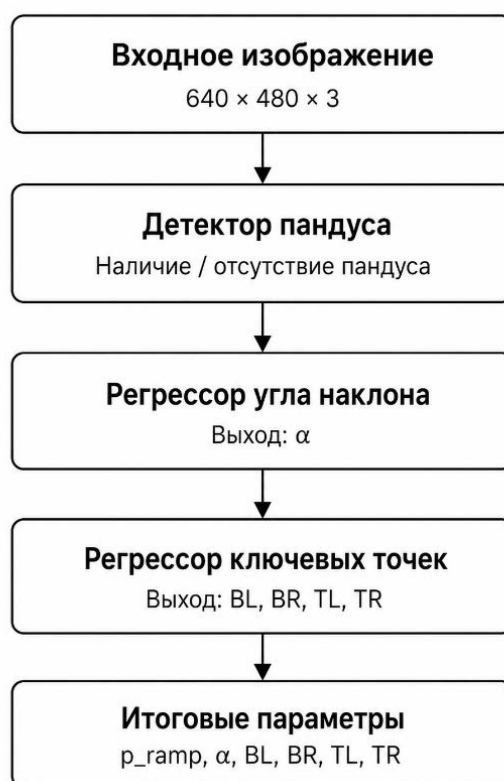 Входное изображение
640 × 480 × 3
Детектор пандуса
Наличие / отсутствие пандуса
Регрессор угла наклона
Выход: α
Регрессор ключевых точек
Выход: BL, BR, TL, TR
Итоговые параметры
p_ramp, α, BL, BR, TL, TR